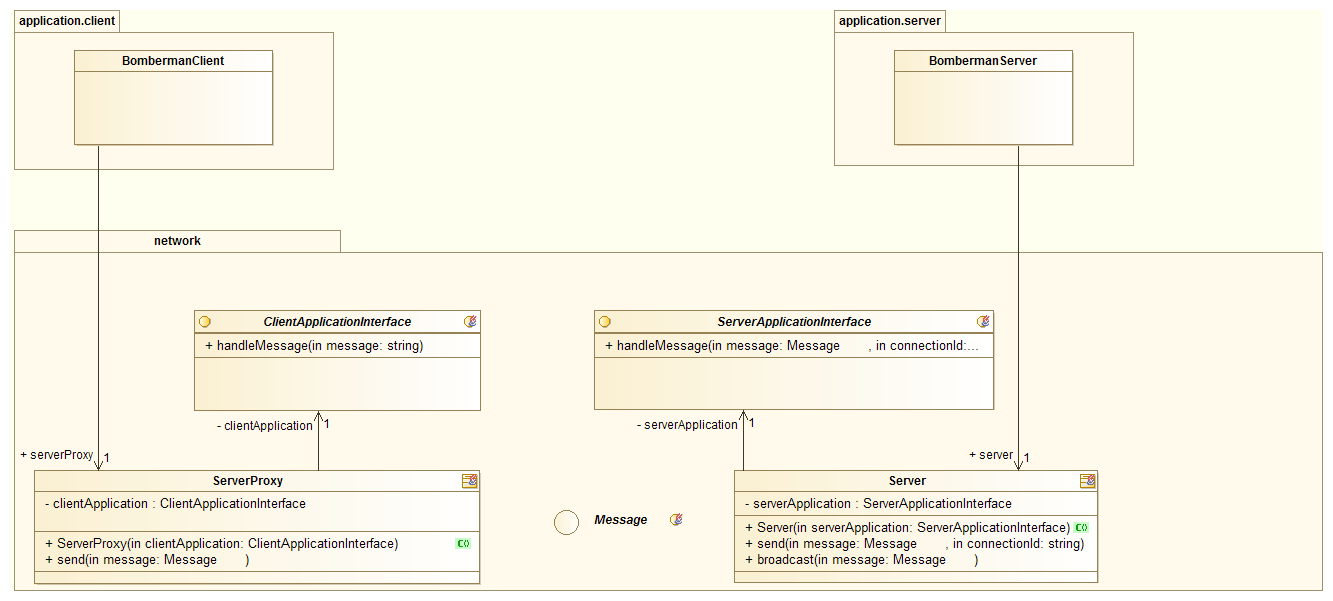 application.client
application.server
BombermanClient
BombermanServer
network
ClientApplicationInterface
+ handleMessage(in message: string)
ServerApplicationInterface
+ handleMessage(in message: Message , in connectionId:...
- clientApplication
1
- serverApplication
1
+ serverProxy
1
+ server
1
ServerProxy
- clientApplication : ClientApplicationInterface
+ ServerProxy(in clientApplication: ClientApplicationInterface)
C()
+ send(in message: Message )
Message
Server
- serverApplication : ServerApplicationInterface
+ Server(in serverApplication: ServerApplicationInterface)
C()
+ send(in message: Message , in connectionId: string)
+ broadcast(in message: Message )